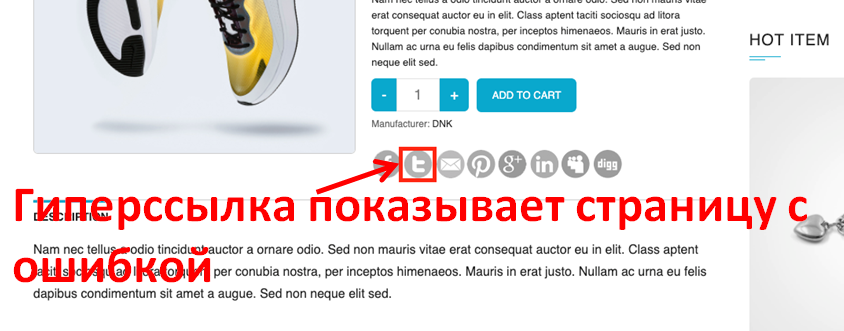 Nam nec tellus a odio tincidunt auctor a ornare odio. Sed non mauris vitae
erat consequat auctor eu in elit. Class aptent taciti sociosqu ad litora
torquent per conubia nostra, per inceptos himenaeos. Mauris in erat justo.
Nullam ac urna eu felis dapibus condimentum sit amet a augue. Sed non
neque elit sed.
HOT ITEM
- 1 + ADD TO CART
Manufacturer: DNK
f t p g+ in digg
Гиперссылка показывает страницу с
ошибкой
DESCRIPTION
Nam nec tellus a odio tincidunt auctor a ornare odio. Sed non mauris vitae erat consequat auctor eu in elit. Class aptent
taciti sociosqu ad litora torquent per conubia nostra, per inceptos himenaeos. Mauris in erat justo. Nullam ac urna eu felis
dapibus condimentum sit amet a augue. Sed non neque elit sed.